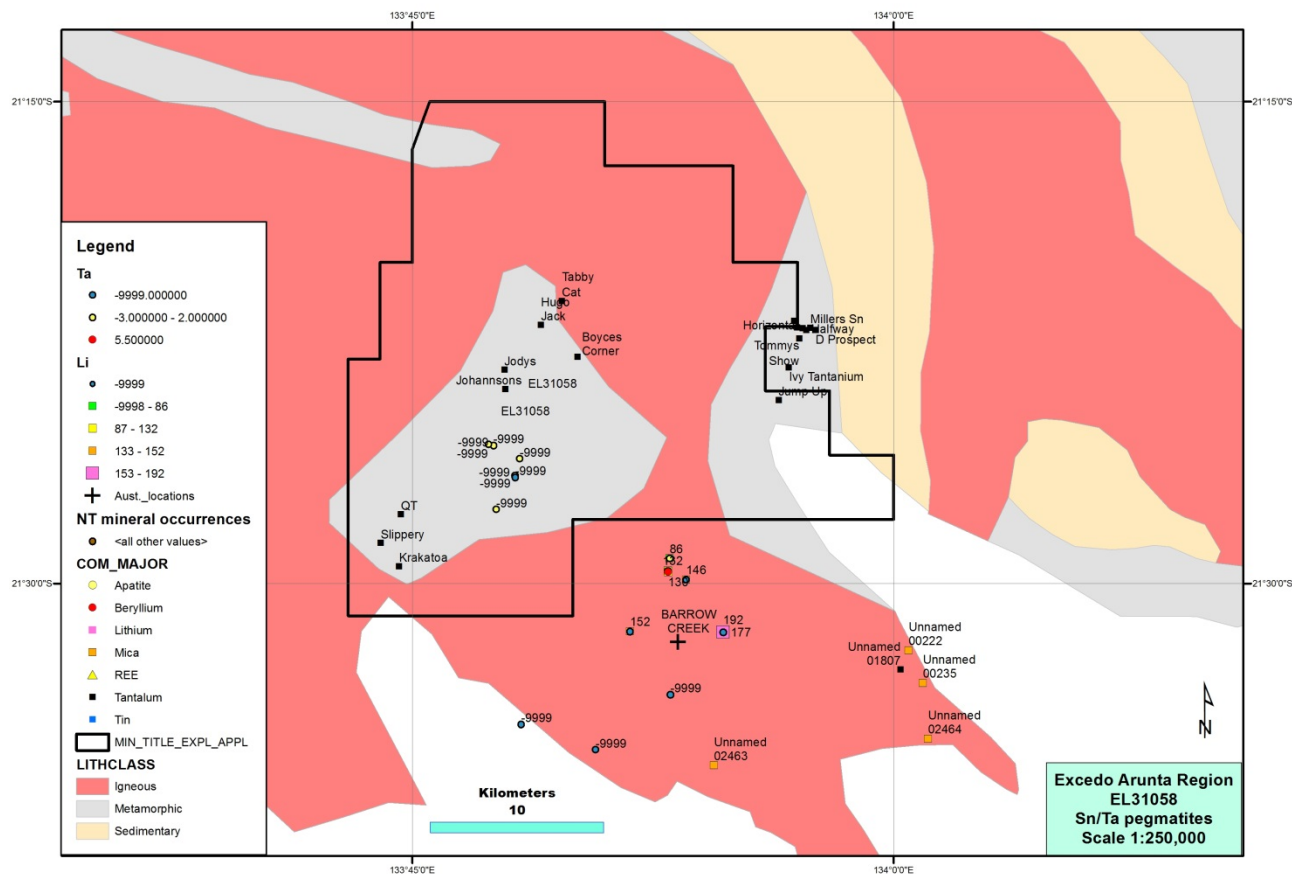 133°45'0"E
134°0'0"E
21°15'0"S
21°15'0"S
Legend
Ta
-9999.000000
-3.000000 - 2.000000
5.500000
Li
-9999
-9998 - 86
87 - 132
133 - 152
153 - 192
Aust._locations
NT mineral occurrences
<all other values>
COM_MAJOR
Apatite
Beryllium
Lithium
Mica
REE
Tantalum
Tin
MIN_TITLE_EXPL_APPL
LITHCLASS
Igneous
Metamorphic
Sedimentary
Tabby
Cat
Hugo
Jack
Boyces
Corner
Jodys
Johannsons
EL31058
EL31058
Millers Sn
Horizonta
Halfway
D Prospect
Tommys
Show
Ivy Tantanium
Jump Up
-9999
-9999
-9999
-9999
-9999
-9999
-9999
-9999
QT
Slippery
Krakatoa
21°30'0"S
21°30'0"S
86
132
146
152
BARROW
CREEK
192
177
-9999
-9999
-9999
Unnamed
00222
Unnamed
01807
Unnamed
00235
Unnamed
02464
Unnamed
02463
N
Kilometers
10
Excedo Arunta Region
EL31058
Sn/Ta pegmatites
Scale 1:250,000
133°45'0"E
134°0'0"E